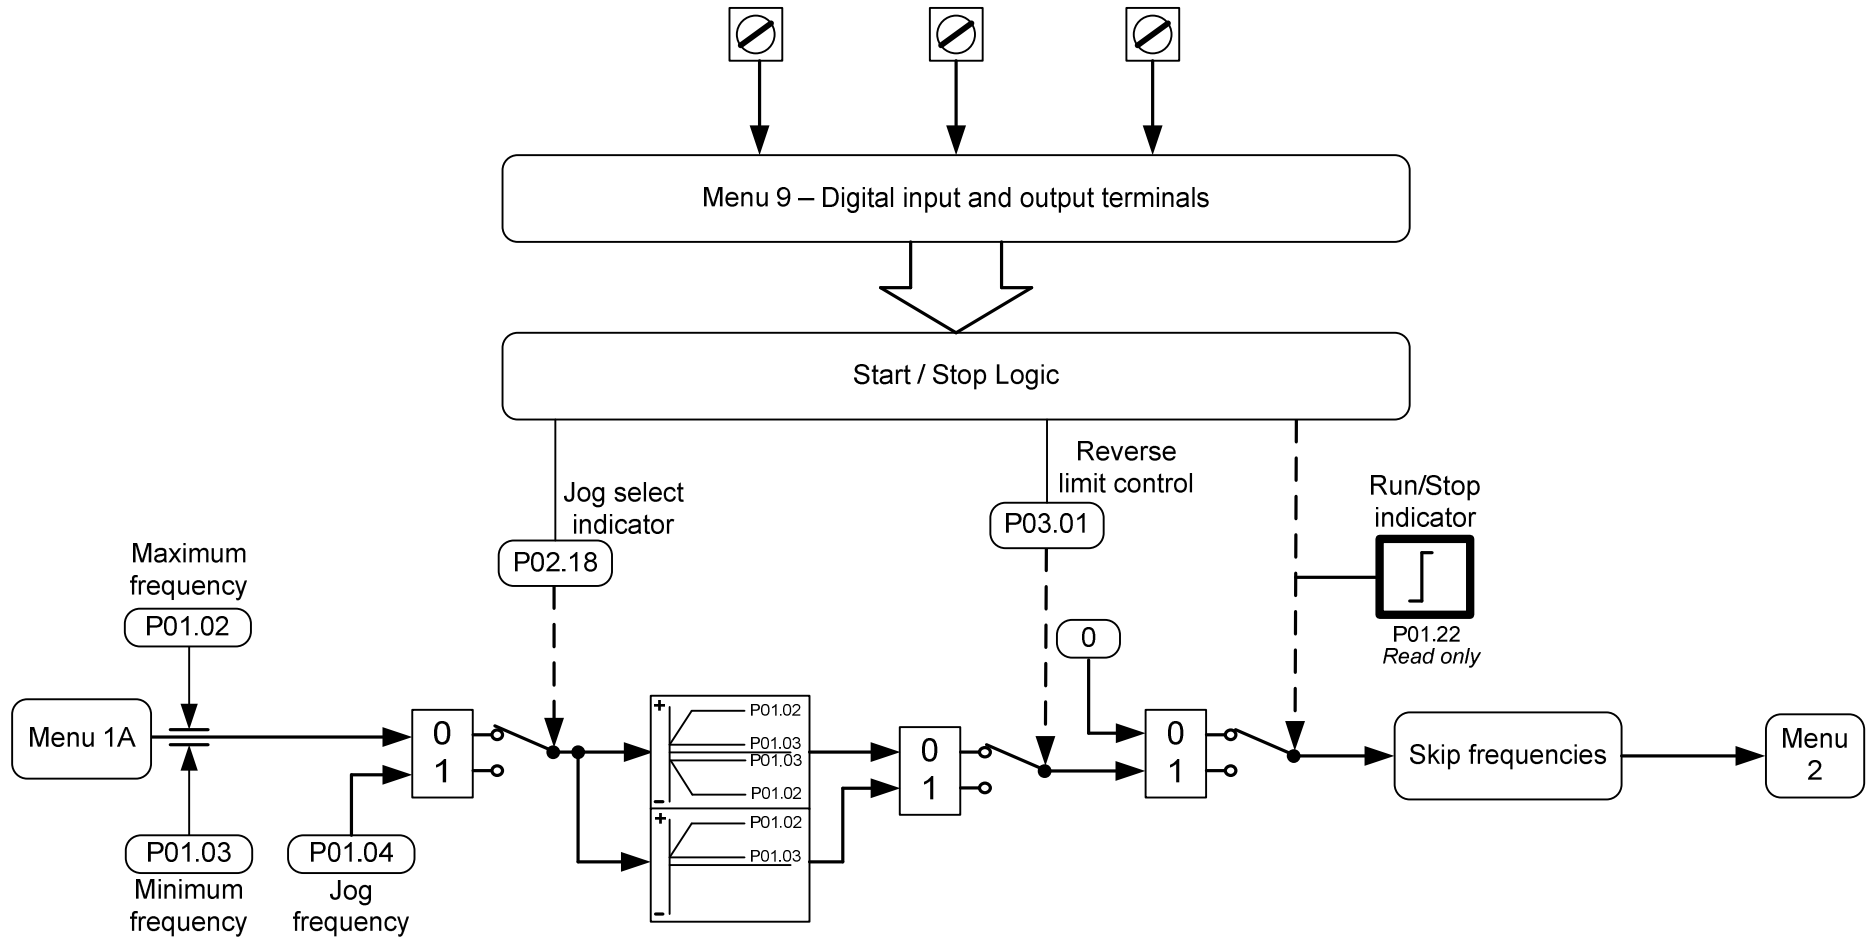 Menu 9 – Digital input and output terminals
Start / Stop Logic
Jog select
indicator
P02.18
Reverse
limit control
P03.01
Run/Stop
indicator
P01.22
Read only
Maximum
frequency
P01.02
Menu 1A
P01.03
Minimum
frequency
P01.04
Jog
frequency
0
1
+
P01.02
P01.03
P01.03
P01.02
–
+
P01.02
P01.03
–
0
1
0
0
1
Skip frequencies
Menu
2